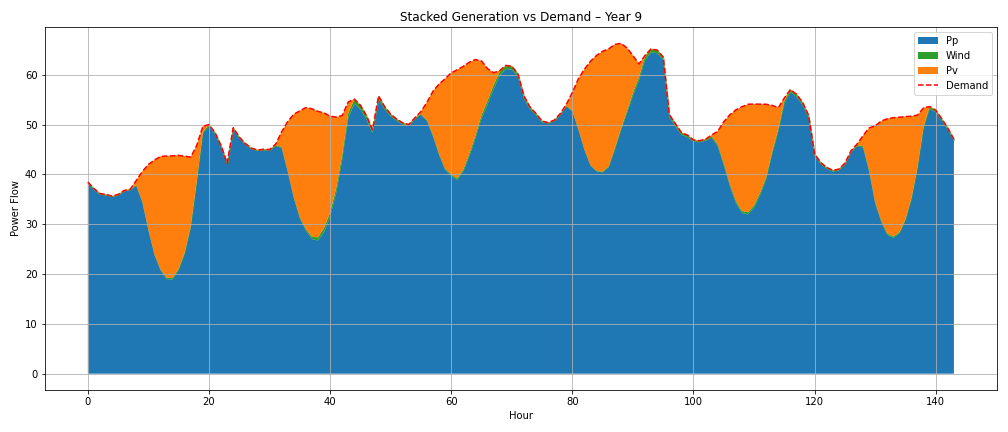 Stacked Generation vs Demand – Year 9
Pp
Wind
Pv
Demand
Power Flow
60
50
40
30
20
10
0
0 20 40 60 80 100 120 140
Hour